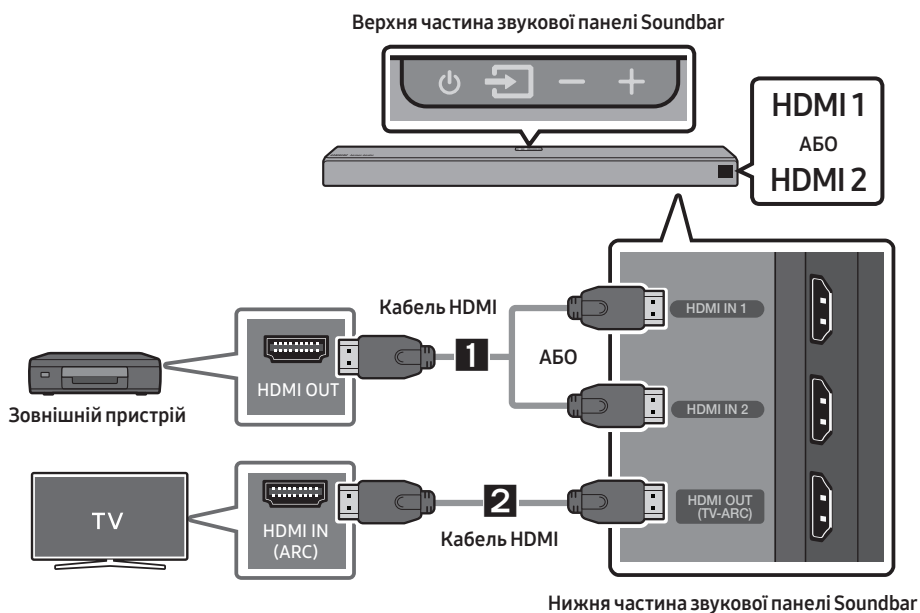 Верхня частина звукової панелі Soundbar
HDMI 1
АБО
HDMI 2
Кабель HDMI
HDMI IN 1
1
АБО
HDMI OUT
HDMI IN 2
Зовнішній пристрій
TV
HDMI IN
(ARC)
2
Кабель HDMI
HDMI OUT
(TV-ARC)
Нижня частина звукової панелі Soundbar